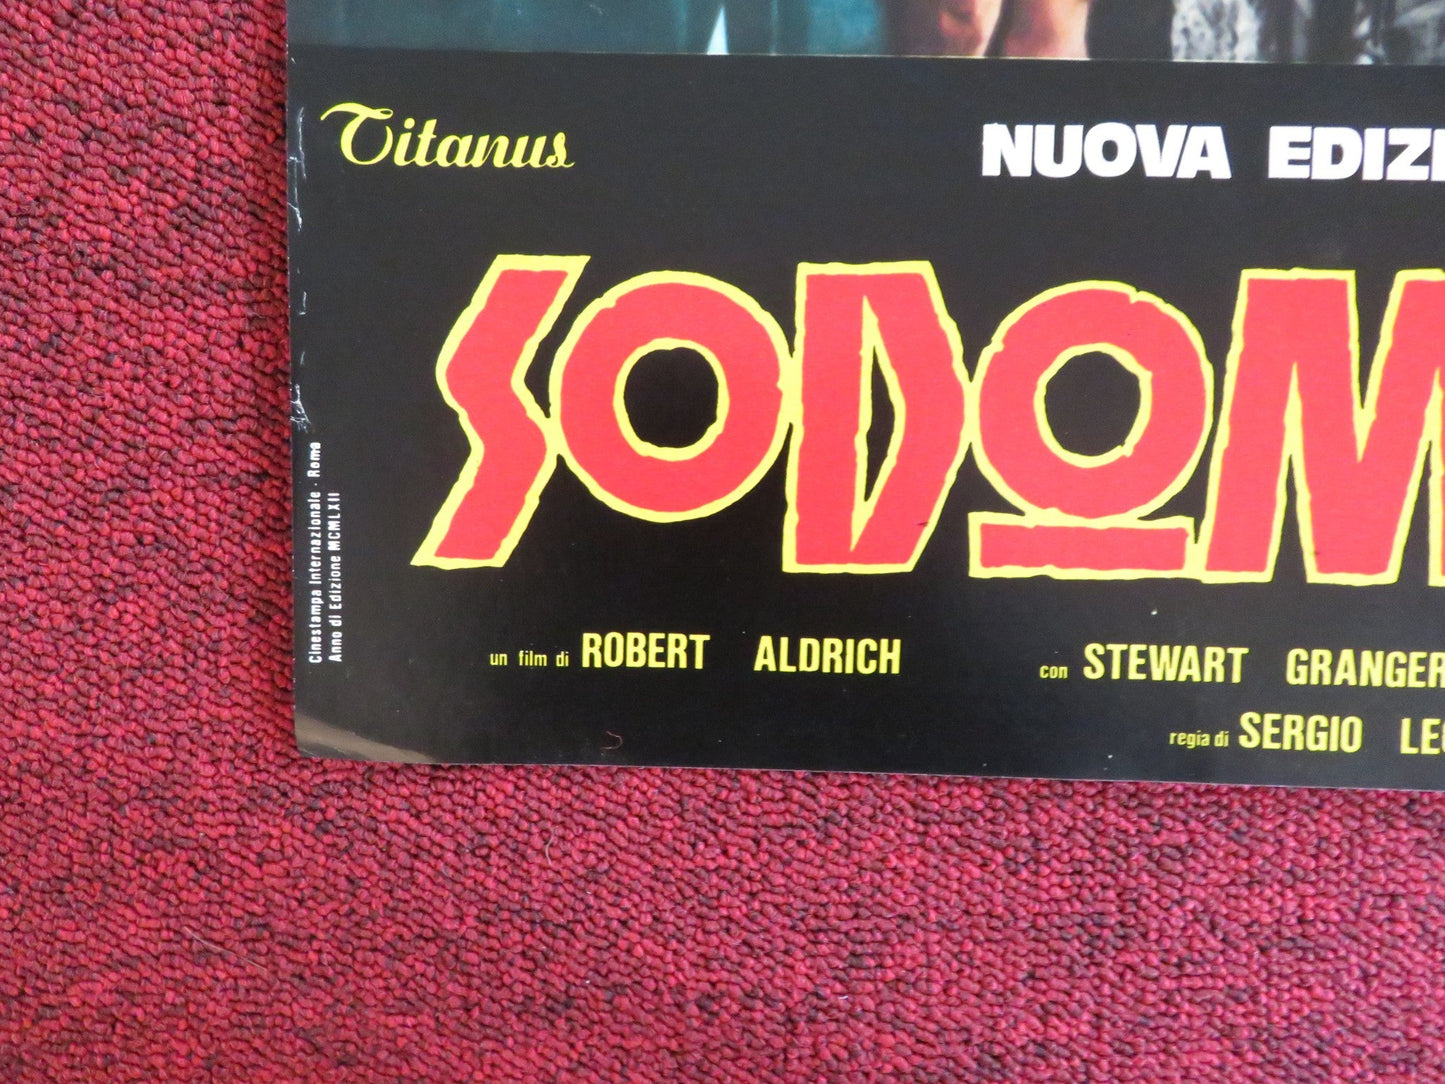 Titanus
NUOVA EDIZI
SODOM
Cinestampa Internazionale - Roma
Anno di Edizione MCMLXII
un film di ROBERT ALDRICH
con STEWART GRANGER
regia di SERGIO LE